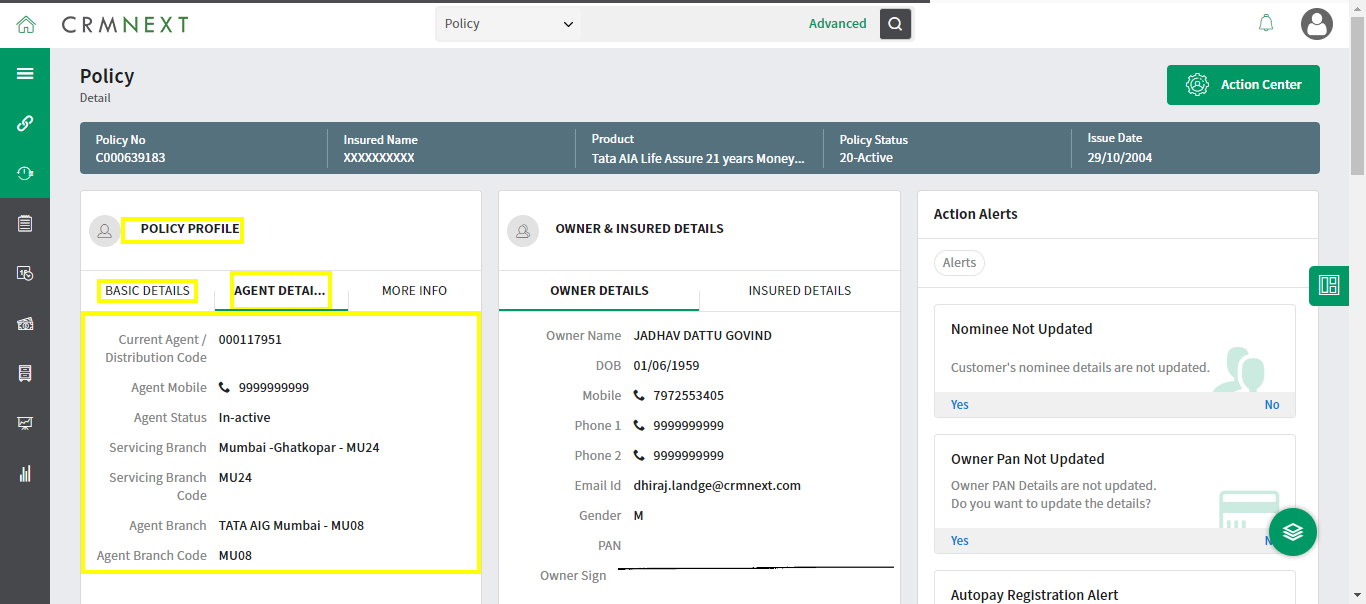 CRMNEXT
Policy
Advanced
Policy
Detail
Action Center
Policy No
C000639183
Insured Name
XXXXXXXXXX
Product
Tata AIA Life Assure 21 years Money...
Policy Status
20-Active
Issue Date
29/10/2004
POLICY PROFILE
BASIC DETAILS
AGENT DETAI...
MORE INFO
Current Agent / 000117951
Distribution Code
Agent Mobile 9999999999
Agent Status In-active
Servicing Branch Mumbai -Ghatkopar - MU24
Servicing Branch MU24
Code
Agent Branch TATA AIG Mumbai - MU08
Agent Branch Code MU08
OWNER & INSURED DETAILS
OWNER DETAILS
INSURED DETAILS
Owner Name JADHAV DATTU GOVIND
DOB 01/06/1959
Mobile 7972553405
Phone 1 9999999999
Phone 2 9999999999
Email Id dhiraj.landge@crmnext.com
Gender M
PAN
Owner Sign
Action Alerts
Alerts
Nominee Not Updated
Customer's nominee details are not updated.
Yes No
Owner Pan Not Updated
Owner PAN Details are not updated.
Do you want to update the details?
Yes
Autopay Registration Alert